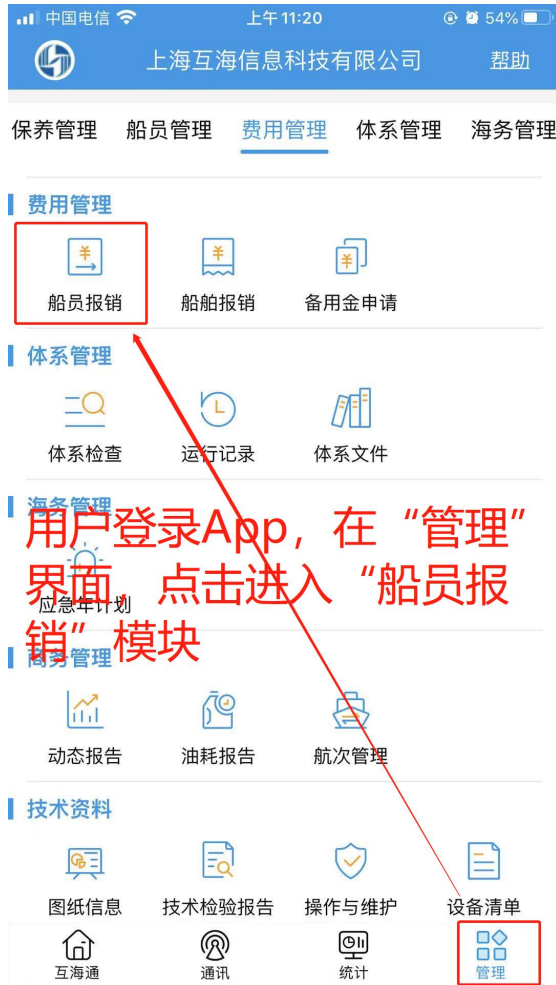 中国电信 上午11:20 54%
上海互海信息科技有限公司 帮助
保养管理 船员管理 费用管理 体系管理 海务管理
费用管理
船员报销 船舶报销 备用金申请
体系管理
体系检查 运行记录 体系文件
海务管理
用户登录App，在“管理”
界面，点击进入“船员报
应急年计划
销”模块
商务管理
动态报告 油耗报告 航次管理
技术资料
图纸信息 技术检验报告 操作与维护 设备清单
互海通 通讯 统计 管理